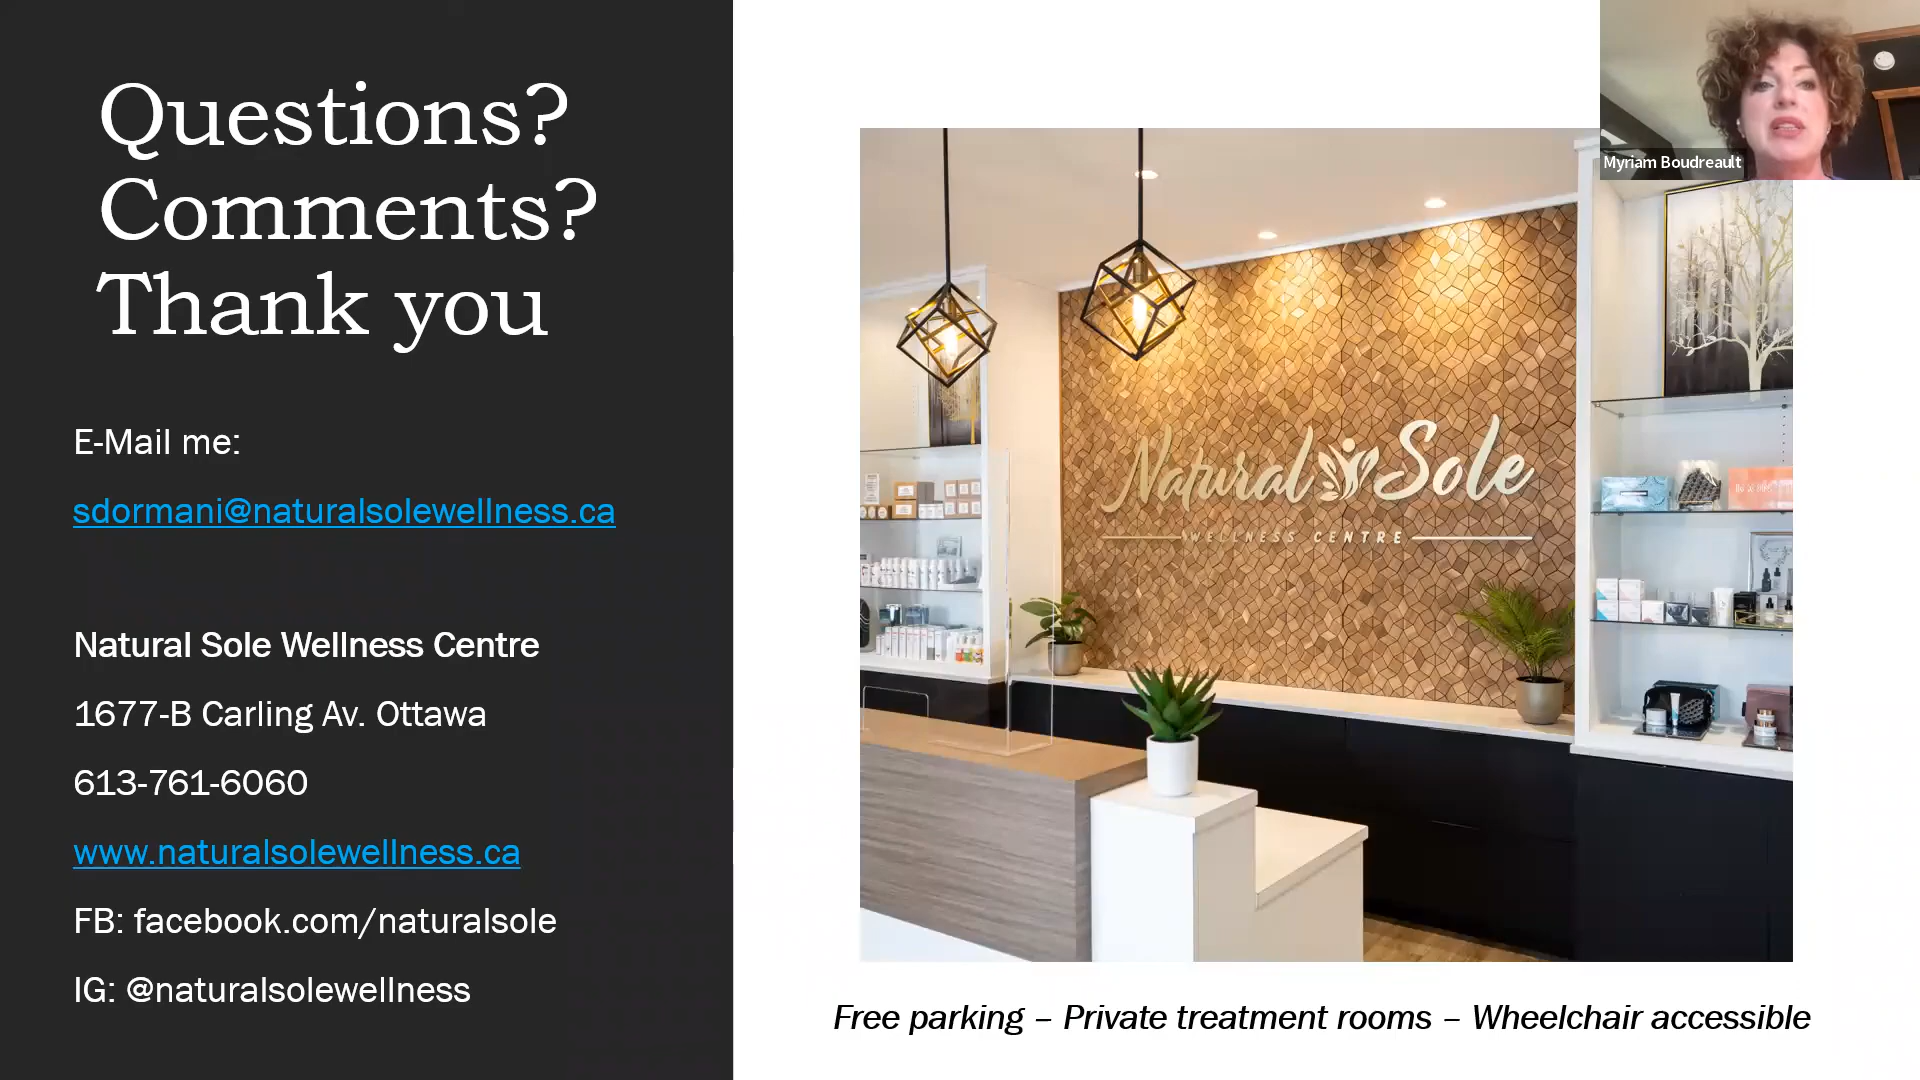 Questions?
Comments?
Thank you
E-Mail me:
sdormani@naturalsolewellness.ca
Natural Sole Wellness Centre
1677-B Carling Av. Ottawa
613-761-6060
www.naturalsolewellness.ca
FB: facebook.com/naturalsole
IG: @naturalsolewellness
Myriam Boudreault
Natural Sole
WELLNESS CENTRE
Free parking – Private treatment rooms – Wheelchair accessible